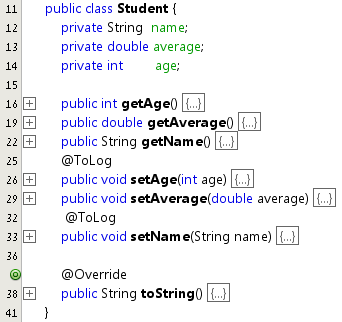 11 public class Student {
12 private String name;
13 private double average;
14 private int age;
15
16 public int getAge() {...}
19 public double getAverage() {...}
22 public String getName() {...}
25 @ToLog
26 public void setAge(int age) {...}
29 public void setAverage(double average) {...}
32 @ToLog
33 public void setName(String name) {...}
36
@Override
38 public String toString() {...}
41 }